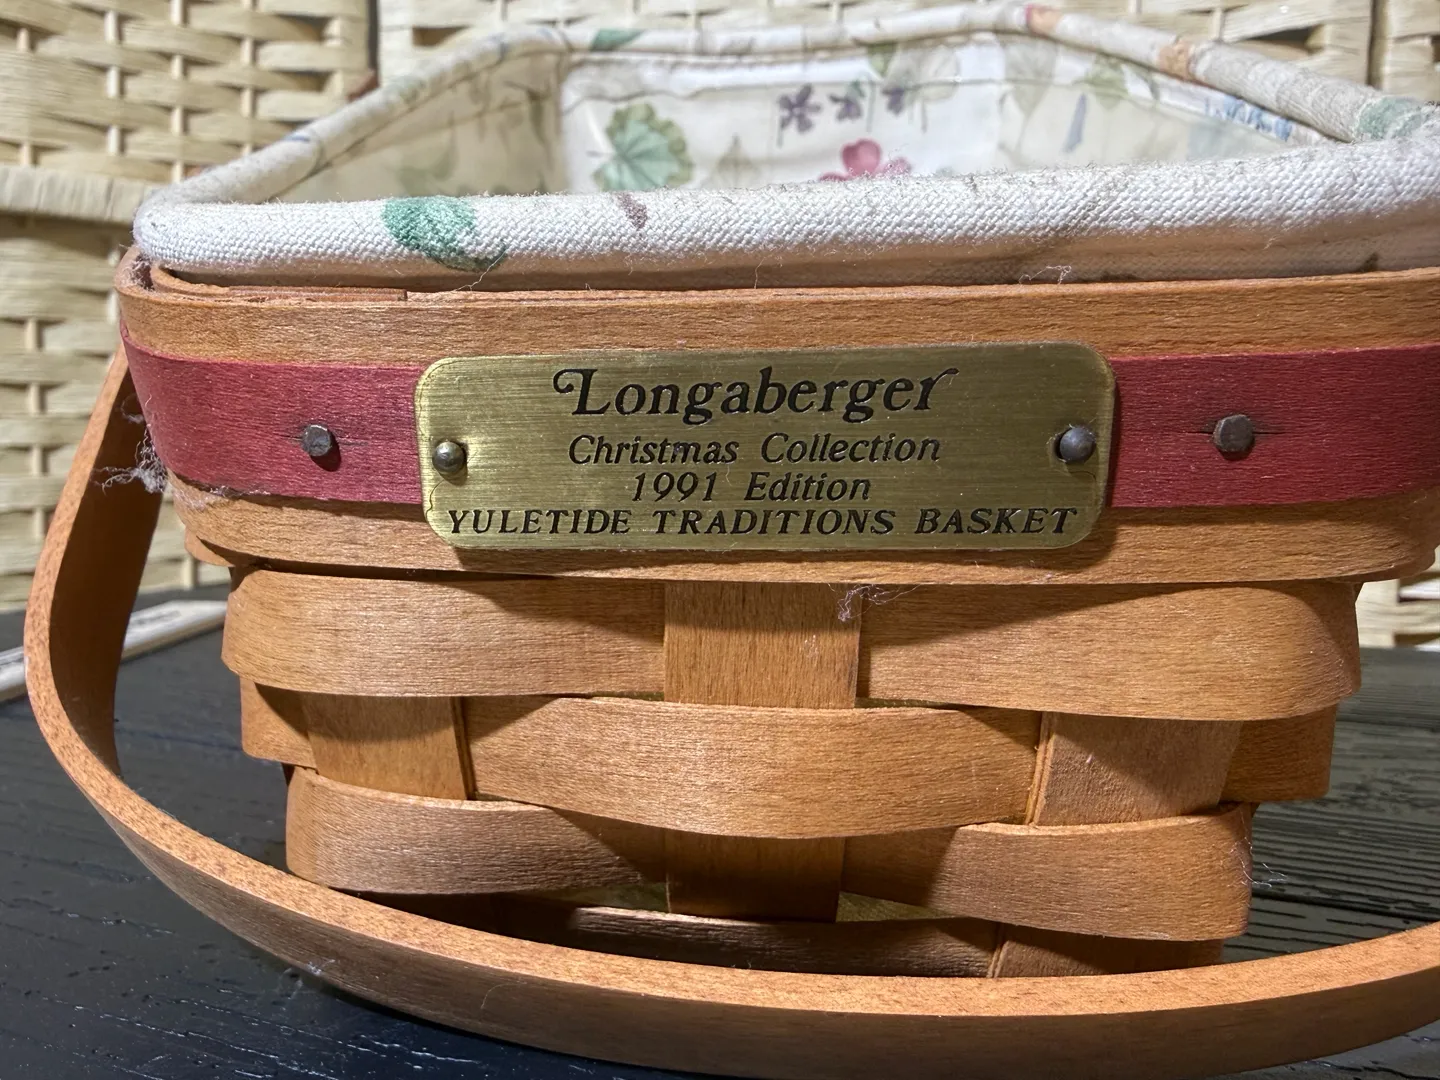 Longaberger
Christmas Collection
1991 Edition
YULETIDE TRADITIONS BASKET